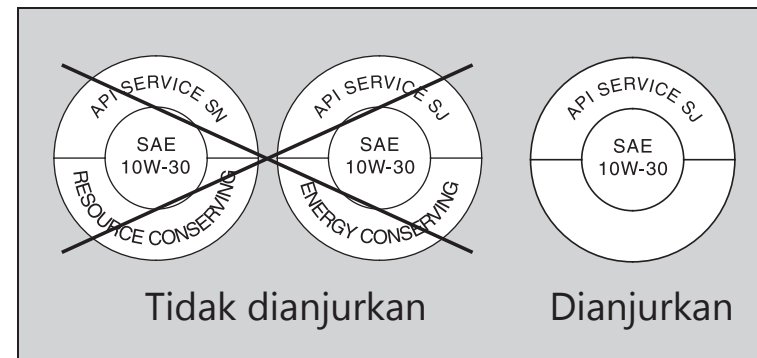 API SERVICE SN
SAE
10W-30
RESOURCE CONSERVING
API SERVICE SJ
SAE
10W-30
ENERGY CONSERVING
Tidak dianjurkan
API SERVICE SJ
SAE
10W-30
Dianjurkan